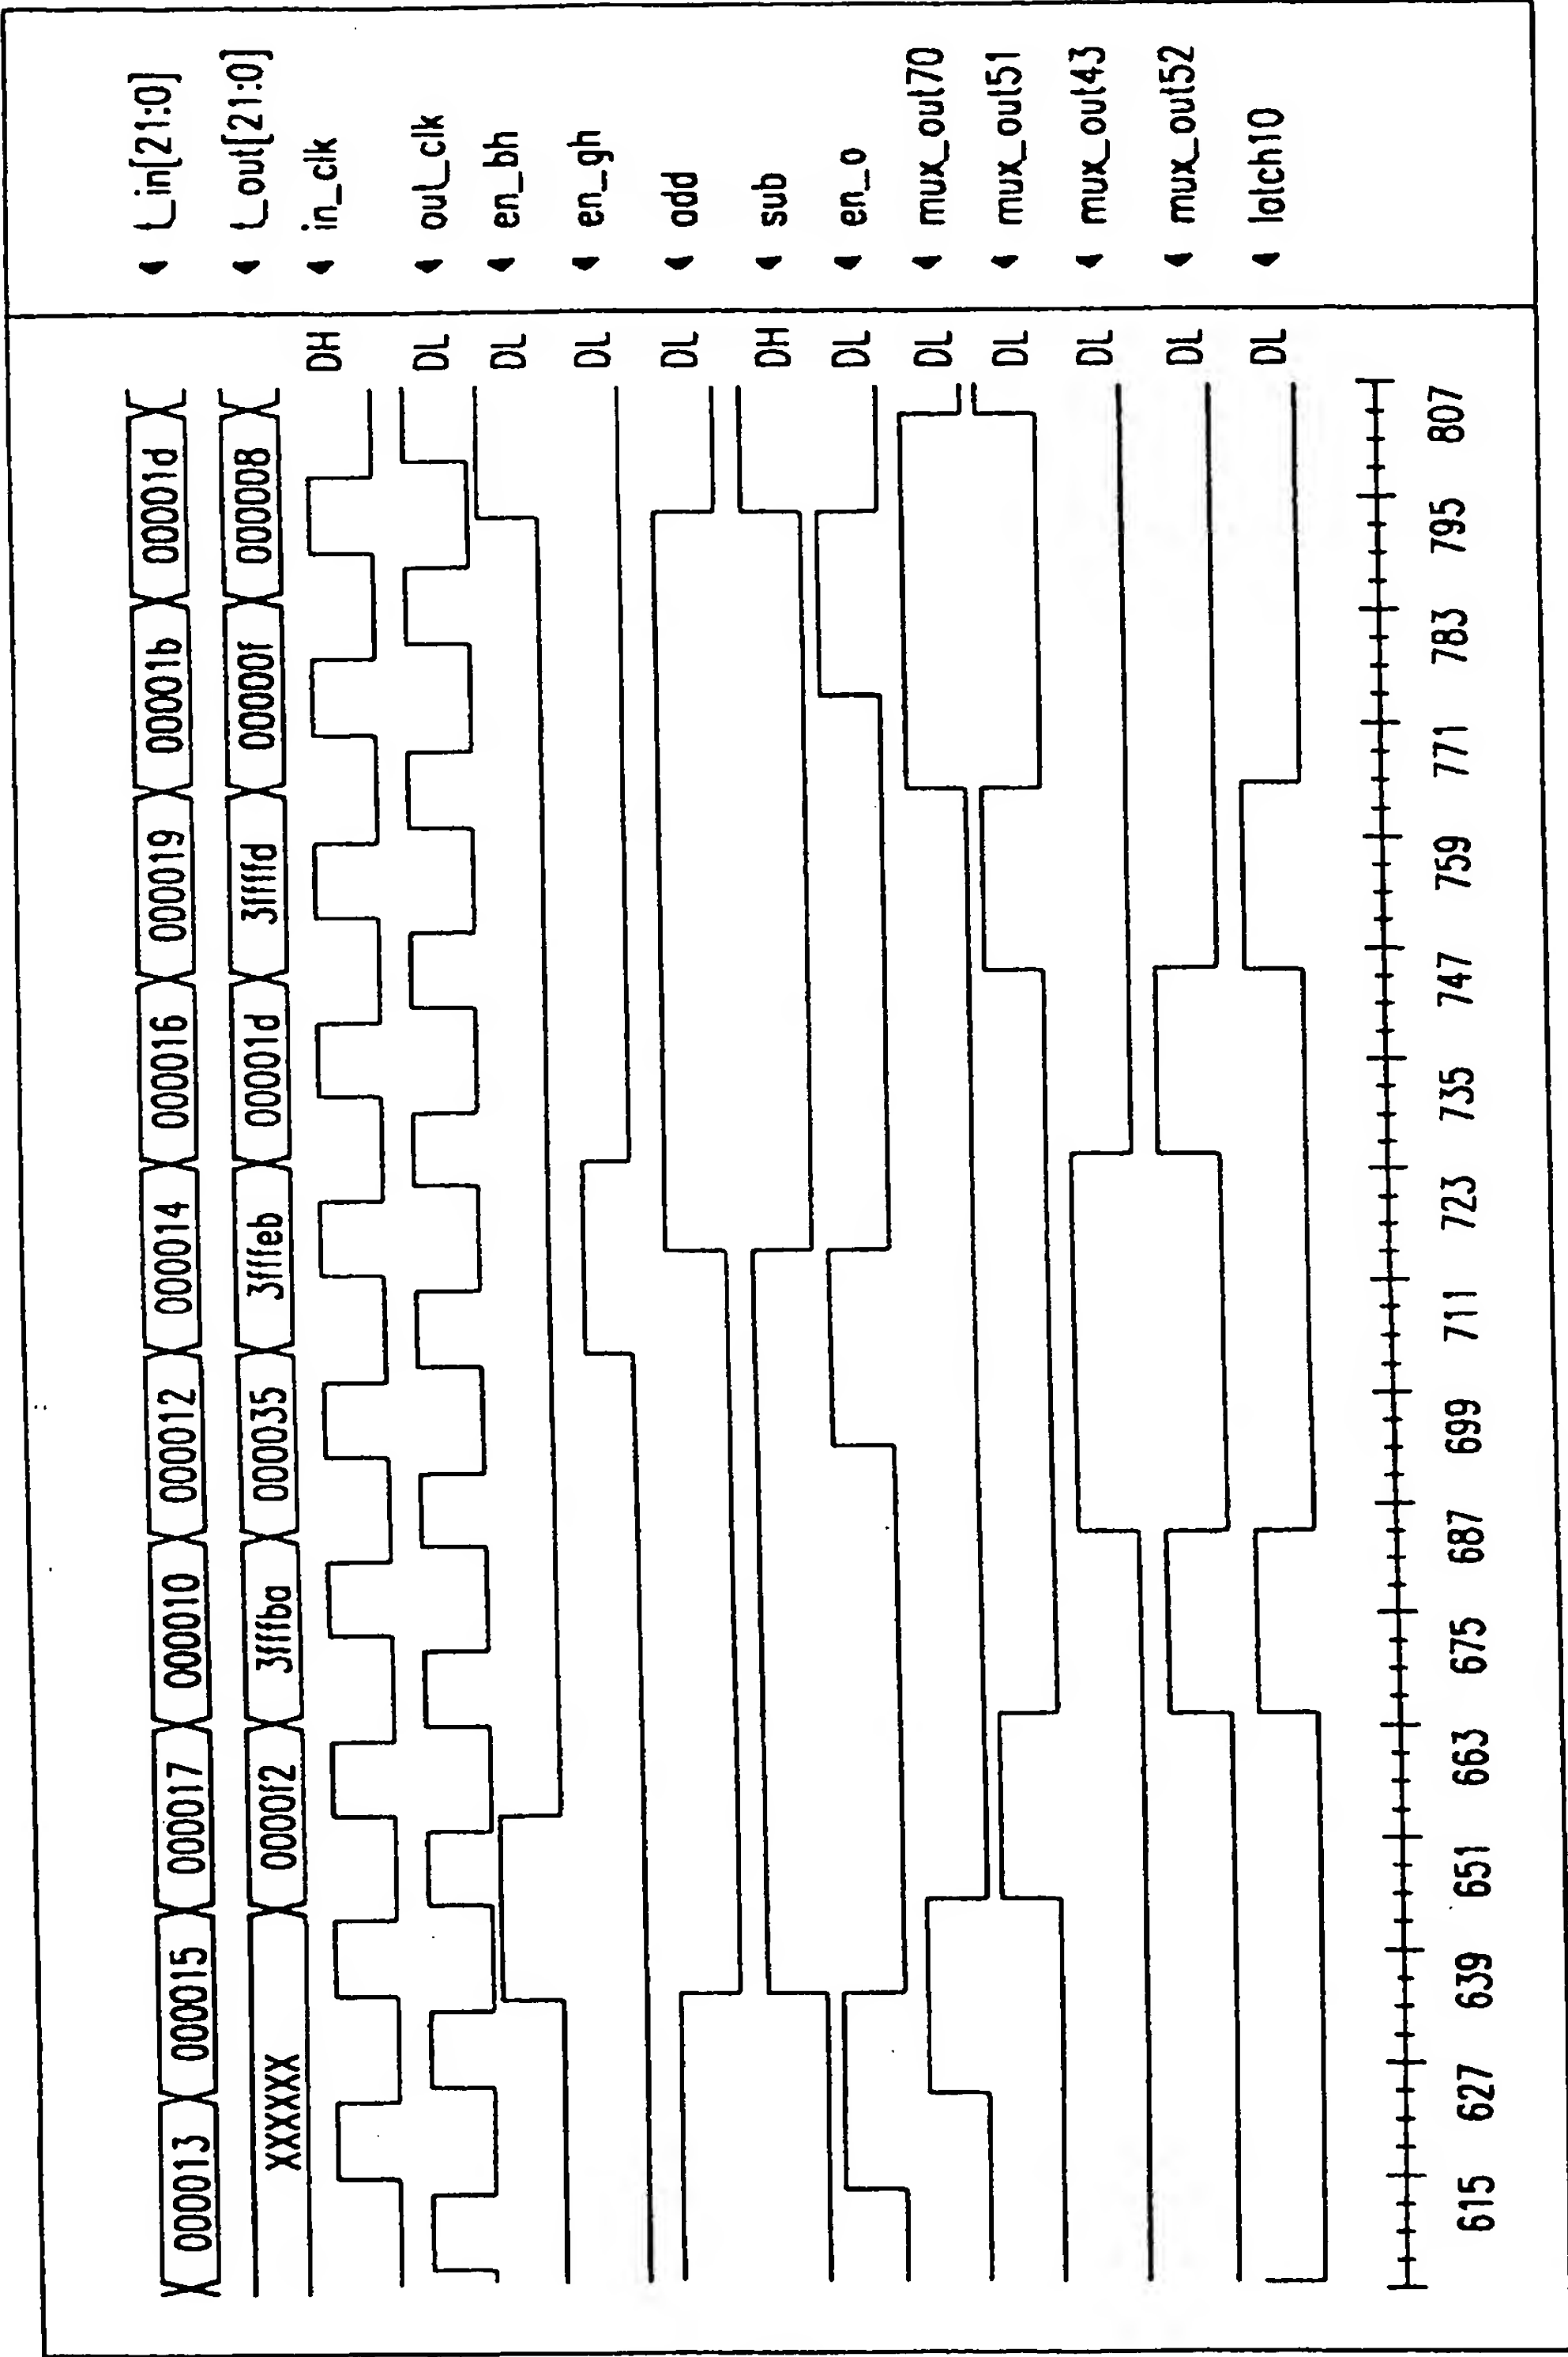 t_in[21:0]
t_out[21:0]
in_clk
out_clk
en_bh
en_gh
add
sub
en_o
mux_out70
mux_out51
mux_out43
mux_out52
latch10
DH
DL
DL
DL
DL
DH
DL
DL
DL
DL
DL
DL
000013 000015 000017 000010 000012 000014 000016 000019 00001b 00001d
XXXXXX 0000f2 3fffba 000035 3fffeb 00001d 3ffffd 00000f 000008
615 627 639 651 663 675 687 699 711 723 735 747 759 771 783 795 807